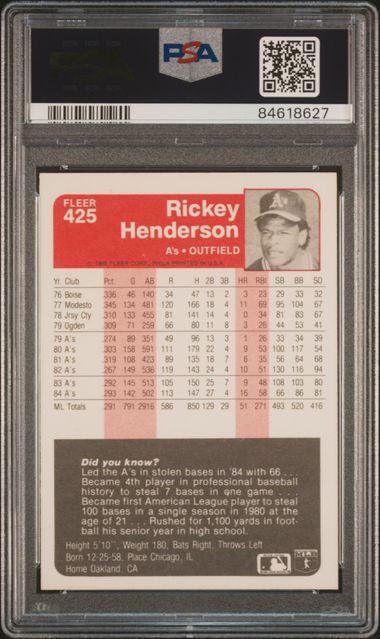 PSA
84618627
FLEER
425
Rickey
Henderson
A's • OUTFIELD
© 1985 FLEER CORP., PHILA PRINTED IN U.S.A.
Yr. Club Pct. G AB R H 2B 3B HR RBI SB BB SO
76 Boise .336 46 140 34 47 13 2 3 23 29 33 32
77 Modesto .345 134 481 120 166 18 4 11 69 95 104 67
78 Jrsy Cty .310 133 455 81 141 14 4 0 34 81 83 67
79 Ogden .309 71 259 66 80 11 8 3 26 44 53 41
79 A's .274 89 351 49 96 13 3 1 26 33 34 39
80 A's .303 158 591 111 179 22 4 9 53 100 117 54
81 A's .319 108 423 89 135 18 7 6 35 56 64 68
82 A's .267 149 536 119 143 24 4 10 51 130 116 94
83 A's .292 145 513 105 150 25 7 9 48 108 103 80
84 A's .293 142 502 113 147 27 4 16 58 66 86 81
ML Totals .291 791 2916 586 850 129 29 51 271 493 520 416
Did you know?
Led the A's in stolen bases in '84 with 66 . . .
Became 4th player in professional baseball
history to steal 7 bases in one game . . .
Became first American League player to steal
100 bases in a single season in 1980 at the
age of 21 . . . Rushed for 1,100 yards in foot-
ball his senior year in high school.
Height 5'10", Weight 180, Bats Right, Throws Left
Born 12-25-58, Place Chicago, IL
Home Oakland, CA